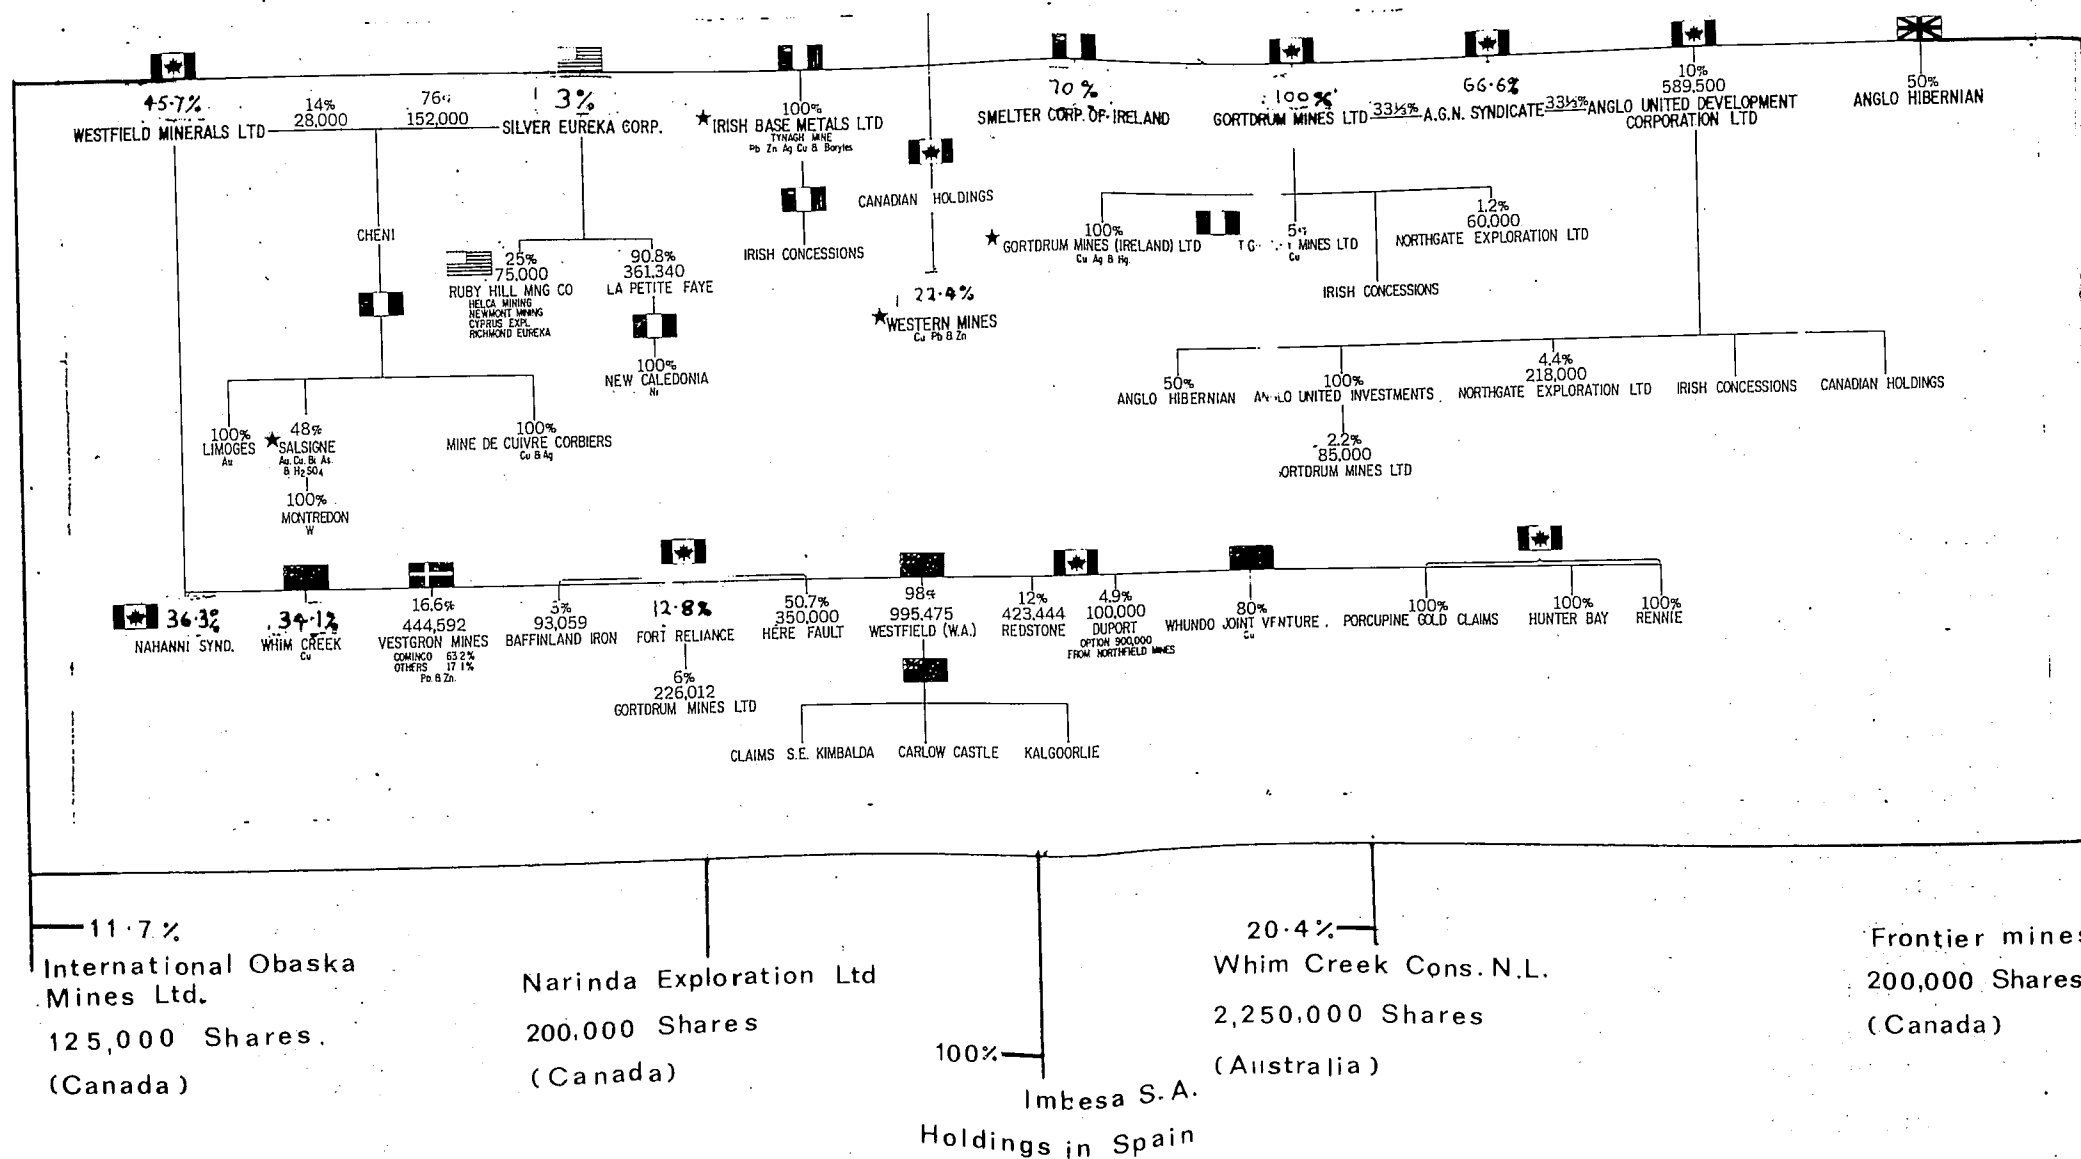 45.7%
WESTFIELD MINERALS LTD
14%
28,000
152,000
3%
SILVER EUREKA CORP.
100%
★IRISH BASE METALS LTD
TYNAGH MINE
Pb Zn Ag Cu & Barytes
70%
SMELTER CORP. OF IRELAND
100%
GORTDRUM MINES LTD
33⅓%
66.6%
A.G.N. SYNDICATE
33⅓%
10%
589,500
ANGLO UNITED DEVELOPMENT
CORPORATION LTD
50%
ANGLO HIBERNIAN
CHENI
25%
75,000
RUBY HILL MNG CO
HELCA MINING
NEWMONT MINING
CYPRUS EXPL.
RICHMOND EUREKA
90.8%
361,340
LA PETITE FAYE
100%
NEW CALEDONIA
Ni
IRISH CONCESSIONS
CANADIAN HOLDINGS
22.4%
★WESTERN MINES
Cu Pb & Zn
100%
★GORTDRUM MINES (IRELAND) LTD
Cu Ag & Hg.
MINES LTD
Cu
IRISH CONCESSIONS
1.2%
60,000
NORTHGATE EXPLORATION LTD
50%
ANGLO HIBERNIAN
100%
UNITED INVESTMENTS
4.4%
218,000
NORTHGATE EXPLORATION LTD
IRISH CONCESSIONS
CANADIAN HOLDINGS
2.2%
85,000
ORTDRUM MINES LTD
100%
LIMOGES
Au
48%
★SALSIGNE
Au. Cu. Bi. As.
& H2SO4
100%
MONTREDON
W
100%
MINE DE CUIVRE CORBIERS
Cu & Ag
36.3%
NAHANNI SYND.
34.1%
WHIM CREEK
Cu
16.6%
444,592
VESTGRON MINES
COMINCO 63.2%
OTHERS 17.1%
Pb & Zn.
3%
93,059
BAFFINLAND IRON
12.8%
FORT RELIANCE
6%
226,012
GORTDRUM MINES LTD
50.7%
350,000
HERE FAULT
98%
995,475
WESTFIELD (W.A.)
CLAIMS S.E. KIMBALDA
CARLOW CASTLE
KALGOORLIE
12%
423,444
REDSTONE
4.9%
100,000
DUPORT
OPTION 900,000
FROM NORTHFIELD MINES
80%
WHUNDO JOINT VENTURE.
Cu
100%
PORCUPINE GOLD CLAIMS
100%
HUNTER BAY
100%
RENNIE
11.7%
International Obaska
Mines Ltd.
125,000 Shares.
(Canada)
Narinda Exploration Ltd
200,000 Shares
(Canada)
100%
Imbesa S.A.
Holdings in Spain
20.4%
Whim Creek Cons. N.L.
2,250,000 Shares
(Australia)
Frontier mines
200,000 Shares
(Canada)